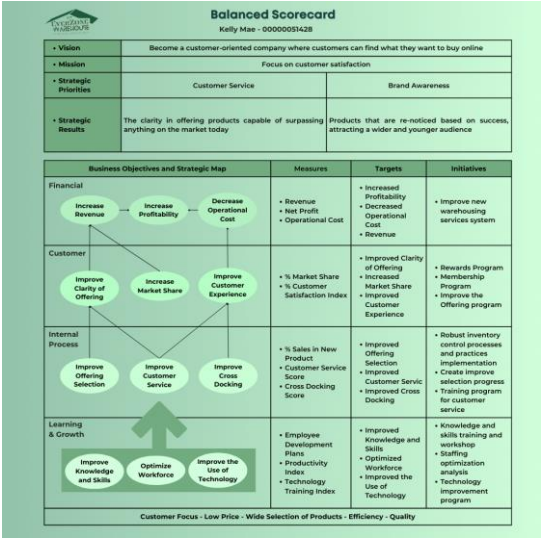 EVERZONE
WAREHOUSE
Balanced Scorecard
Kelly Mae - 00000051428
• Vision
Become a customer-oriented company where customers can find what they want to buy online
• Mission
Focus on customer satisfaction
• Strategic
Priorities
Customer Service
Brand Awareness
• Strategic
Results
The clarity in offering products capable of surpassing
anything on the market today
Products that are re-noticed based on success,
attracting a wider and younger audience
Business Objectives and Strategic Map
Measures
Targets
Initiatives
Financial
Increase
Revenue
Increase
Profitability
Decrease
Operational
Cost
• Revenue
• Net Profit
• Operational Cost
• Increased
Profitability
• Decreased
Operational
Cost
• Revenue
• Improve new
warehousing
services system
Customer
Improve
Clarity of
Offering
Increase
Market Share
Improve
Customer
Experience
• % Market Share
• % Customer
Satisfaction Index
• Improved Clarity
of Offering
• Increased
Market Share
• Improved
Customer
Experience
• Rewards Program
• Membership
Program
• Improve the
Offering program
Internal
Process
Improve
Offering
Selection
Improve
Customer
Service
Improve
Cross
Docking
• % Sales in New
Product
• Customer Service
Score
• Cross Docking
Score
• Improved
Offering
Selection
• Improved
Customer Servic
• Improved Cross
Docking
• Robust inventory
control processes
and practices
implementation
• Create improve
selection progress
• Training program
for customer
service
Learning
& Growth
Improve
Knowledge
and Skills
Optimize
Workforce
Improve the
Use of
Technology
• Employee
Development
Plans
• Productivity
Index
• Technology
Training Index
• Improved
Knowledge and
Skills
• Optimized
Workforce
• Improved the
Use of
Technology
• Knowledge and
skills training and
workshop
• Staffing
optimization
analysis
• Technology
improvement
program
Customer Focus - Low Price - Wide Selection of Products - Efficiency - Quality